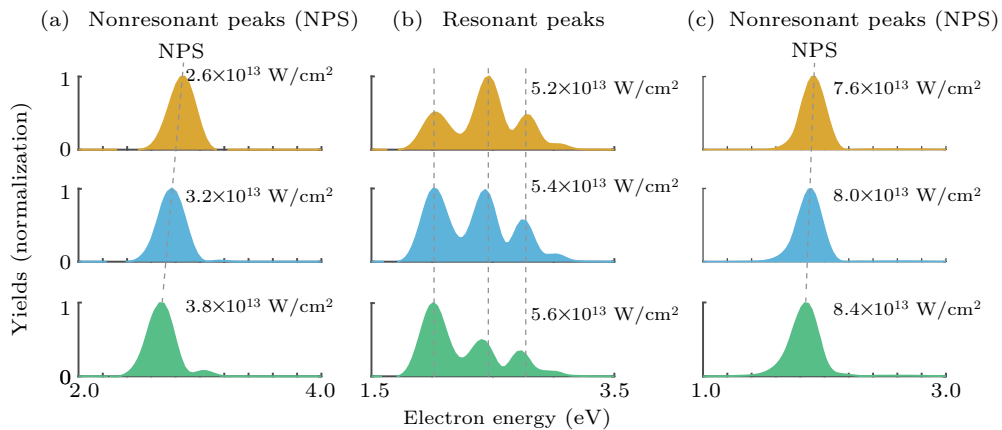 (a) Nonresonant peaks (NPS)
(b) Resonant peaks
(c) Nonresonant peaks (NPS)
Yields (normalization)
NPS
2.6×10¹³ W/cm²
1
0
3.2×10¹³ W/cm²
1
0
3.8×10¹³ W/cm²
1
0
2.0
4.0
5.2×10¹³ W/cm²
5.4×10¹³ W/cm²
5.6×10¹³ W/cm²
1.5
3.5
Electron energy (eV)
NPS
7.6×10¹³ W/cm²
8.0×10¹³ W/cm²
8.4×10¹³ W/cm²
1.0
3.0